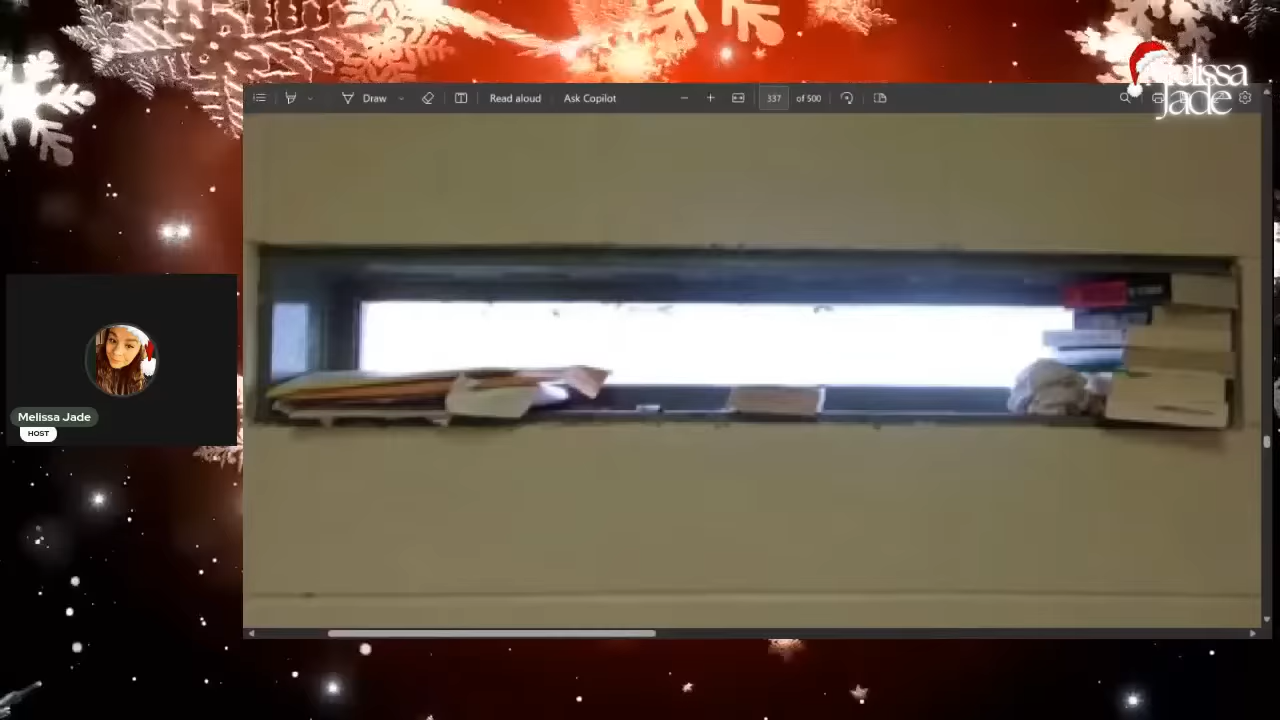 Melissa
Jade
Draw
Read aloud
Ask Copilot
337
of 500
Melissa Jade
HOST